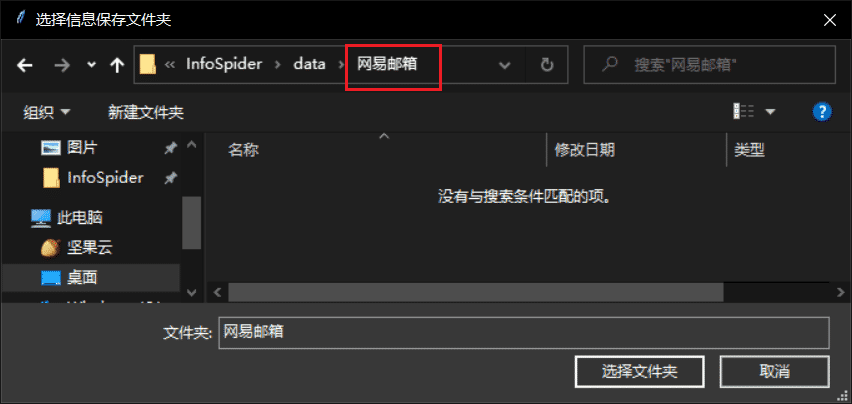 选择信息保存文件夹
« InfoSpider › data › 网易邮箱
搜索"网易邮箱"
组织 新建文件夹
图片
InfoSpider
此电脑
坚果云
桌面
名称 修改日期 类型
没有与搜索条件匹配的项。
文件夹: 网易邮箱
选择文件夹 取消